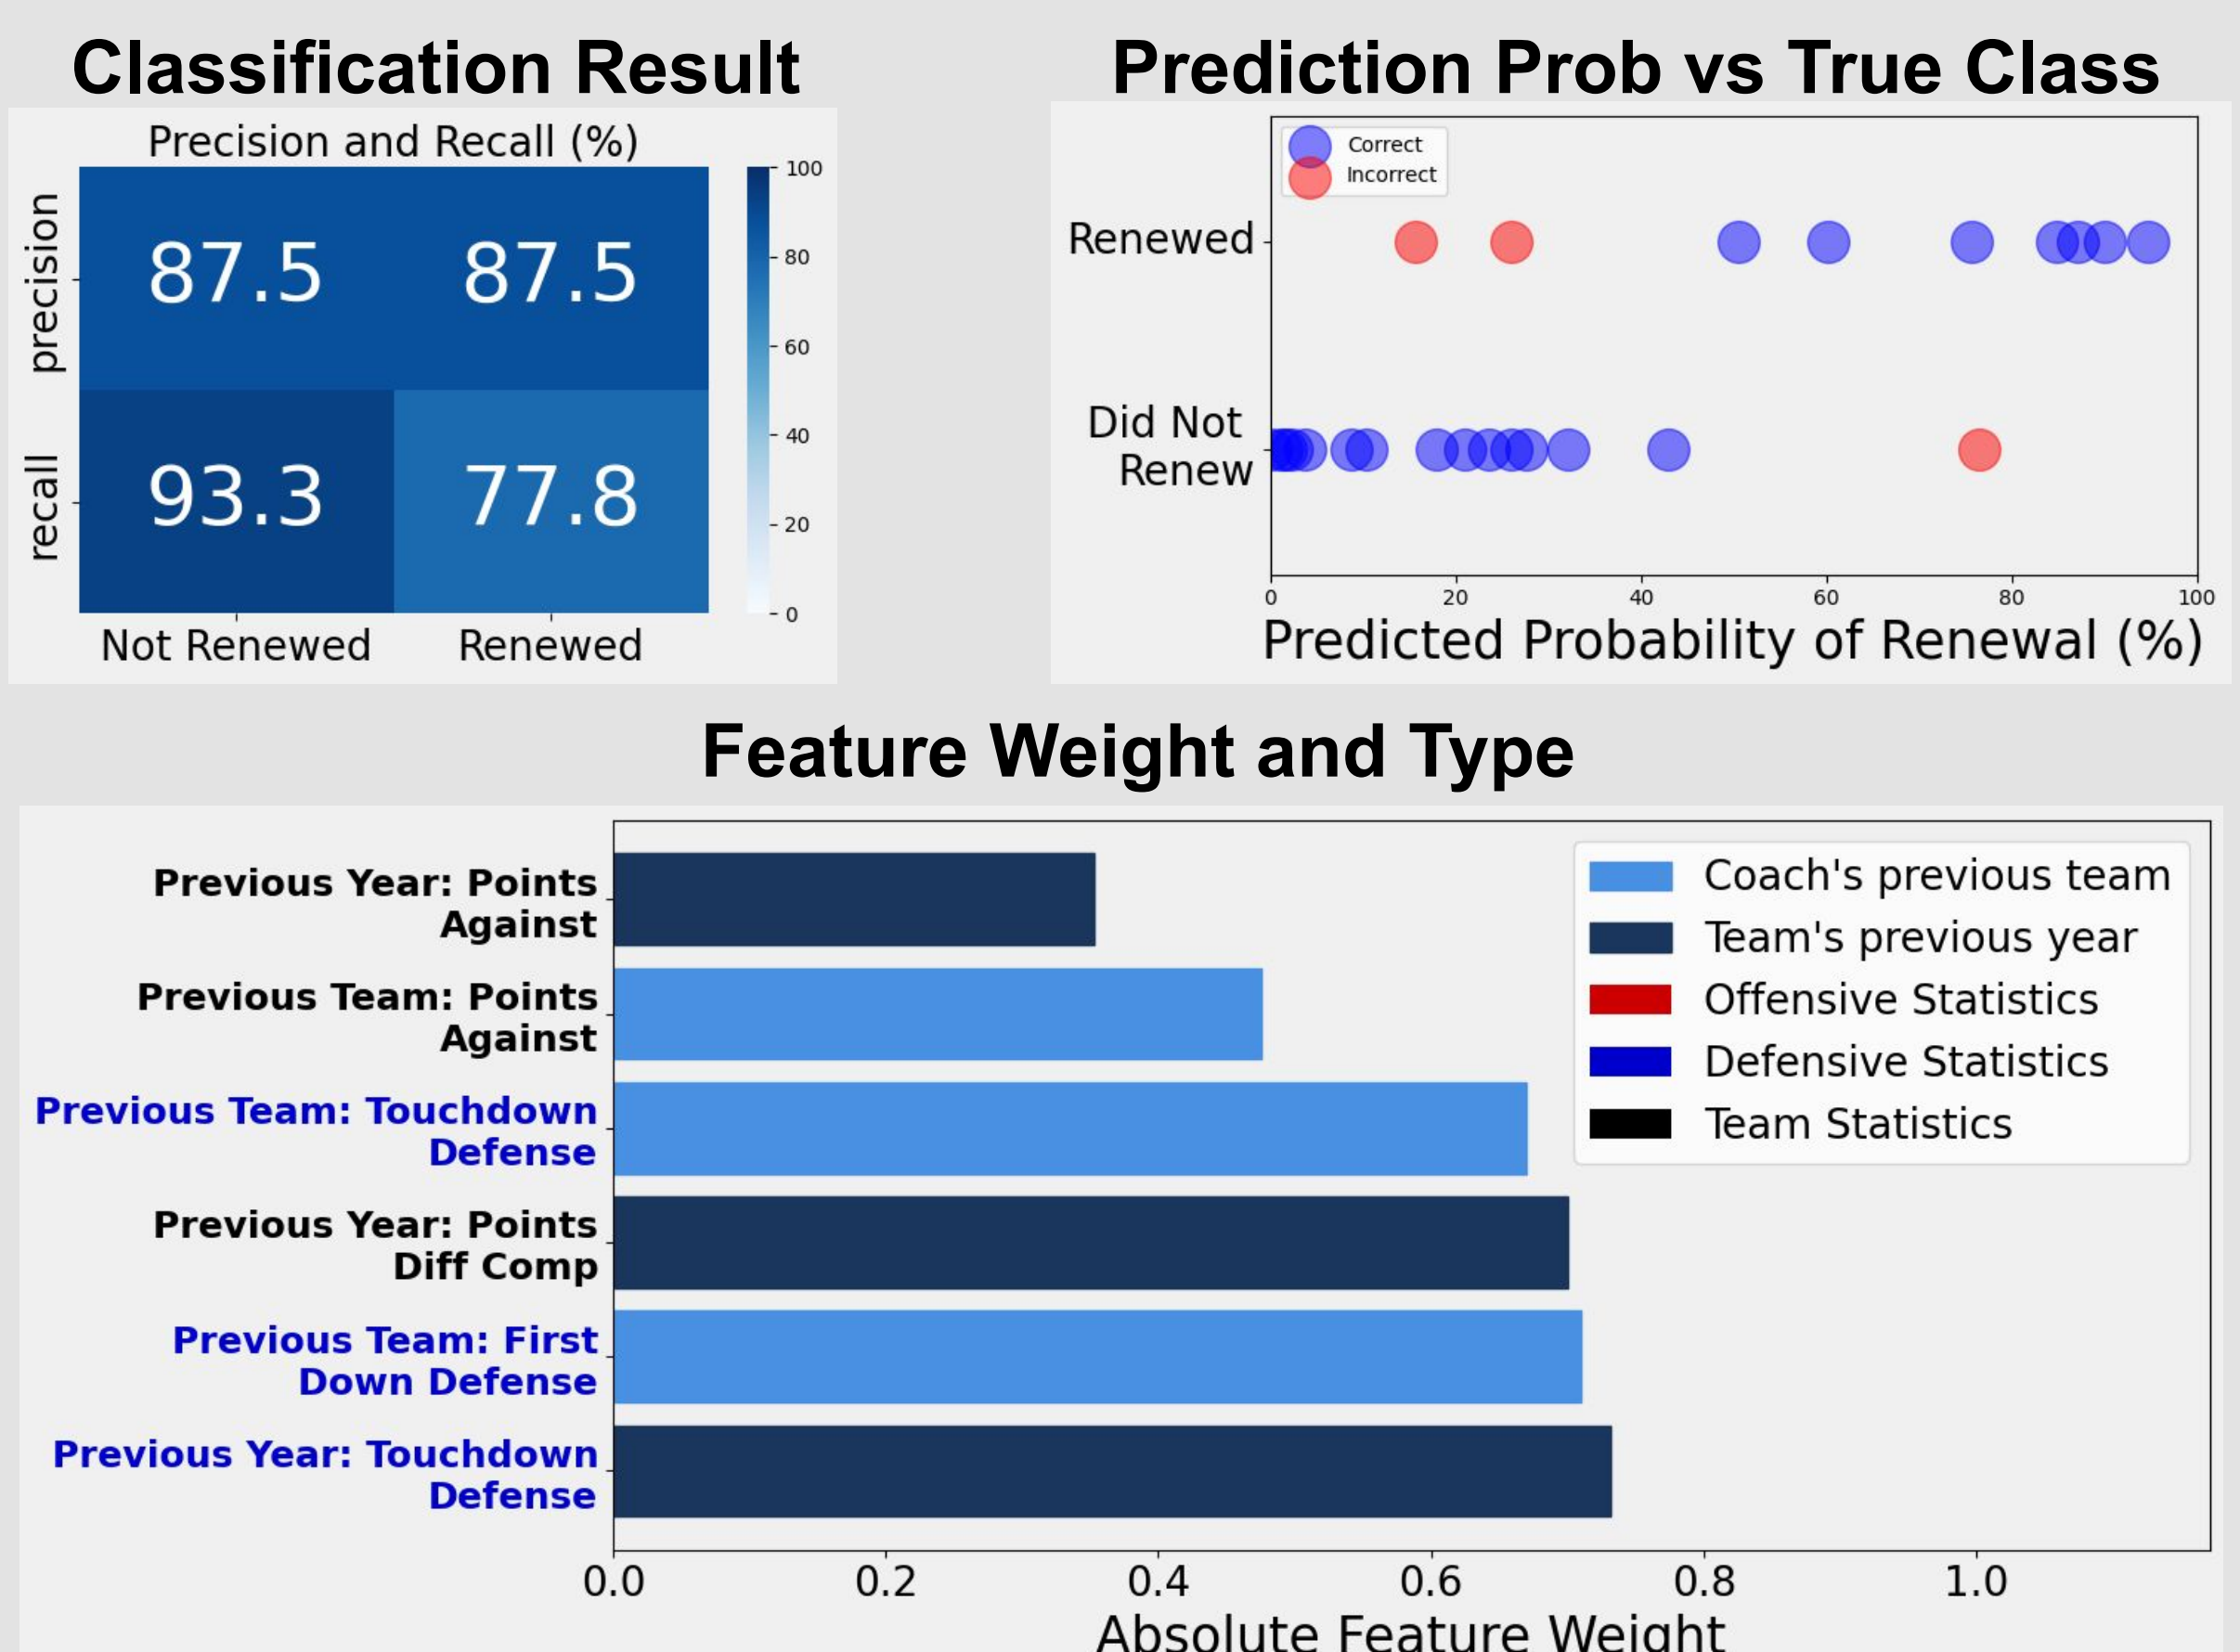 Classification Result
Precision and Recall (%)
precision
recall
87.5
87.5
93.3
77.8
Not Renewed
Renewed
100
80
60
40
20
0
Prediction Prob vs True Class
Correct
Incorrect
Renewed
Did Not
Renew
0
20
40
60
80
100
Predicted Probability of Renewal (%)
Feature Weight and Type
Previous Year: Points
Against
Previous Team: Points
Against
Previous Team: Touchdown
Defense
Previous Year: Points
Diff Comp
Previous Team: First
Down Defense
Previous Year: Touchdown
Defense
Coach's previous team
Team's previous year
Offensive Statistics
Defensive Statistics
Team Statistics
0.0
0.2
0.4
0.6
0.8
1.0
Absolute Feature Weight